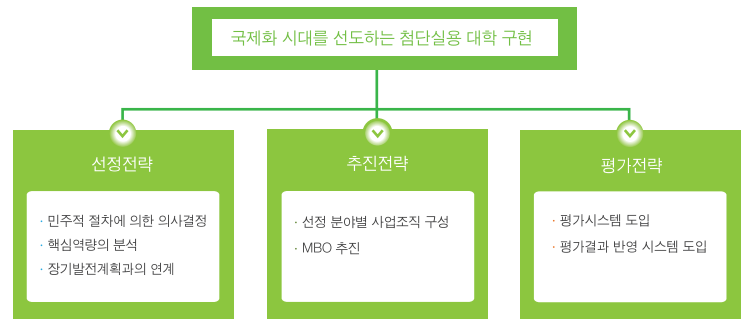 국제화 시대를 선도하는 첨단실용 대학 구현
선정전략
· 민주적 절차에 의한 의사결정
· 핵심역량의 분석
· 장기발전계획과의 연계
추진전략
· 선정 분야별 사업조직 구성
· MBO 추진
평가전략
· 평가시스템 도입
· 평가결과 반영 시스템 도입